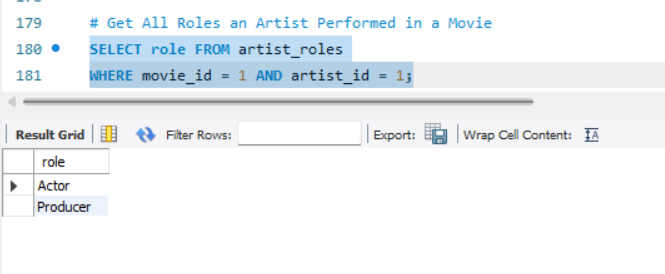 179 # Get All Roles an Artist Performed in a Movie
180 SELECT role FROM artist_roles
181 WHERE movie_id = 1 AND artist_id = 1;
Result Grid Filter Rows: Export: Wrap Cell Content: IA
role
Actor
Producer